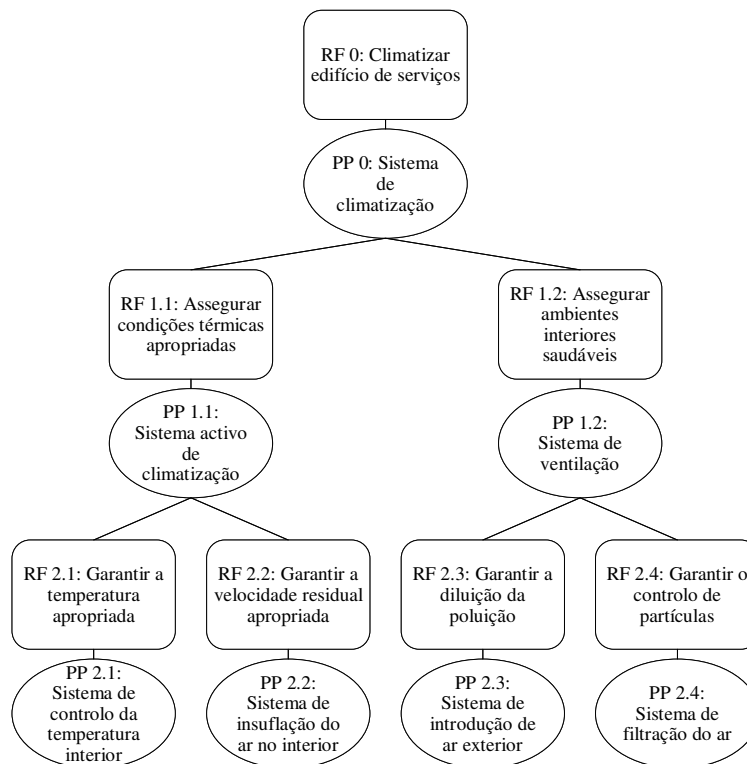 RF 0: Climatizar
edifício de serviços
PP 0: Sistema
de
climatização
RF 1.1: Assegurar
condições térmicas
apropriadas
RF 1.2: Assegurar
ambientes
interiores
saudáveis
PP 1.1:
Sistema activo
de
climatização
PP 1.2:
Sistema de
ventilação
RF 2.1: Garantir a
temperatura
apropriada
RF 2.2: Garantir a
velocidade residual
apropriada
RF 2.3: Garantir a
diluição da
poluição
RF 2.4: Garantir o
controlo de
partículas
PP 2.1:
Sistema de
controlo da
temperatura
interior
PP 2.2:
Sistema de
insuflação do
ar no interior
PP 2.3:
Sistema de
introdução de
ar exterior
PP 2.4:
Sistema de
filtração do ar